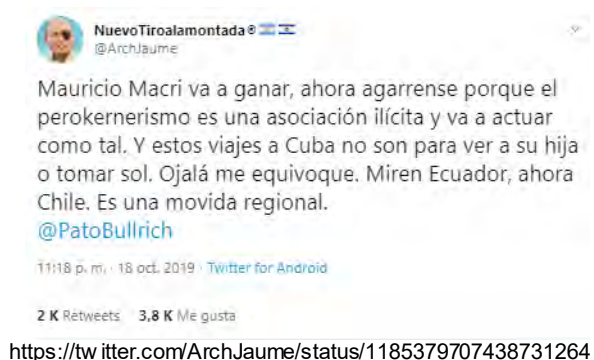 NuevoTiroalamontada®
@ArchJaume
Mauricio Macri va a ganar, ahora agarrense porque el
perokernerismo es una asociación ilícita y va a actuar
como tal. Y estos viajes a Cuba no son para ver a su hija
o tomar sol. Ojalá me equivoque. Miren Ecuador, ahora
Chile. Es una movida regional.
@PatoBullrich
11:18 p. m. · 18 oct. 2019 · Twitter for Android
2 K Retweets 3,8 K Me gusta
https://twitter.com/ArchJaume/status/1185379707438731264